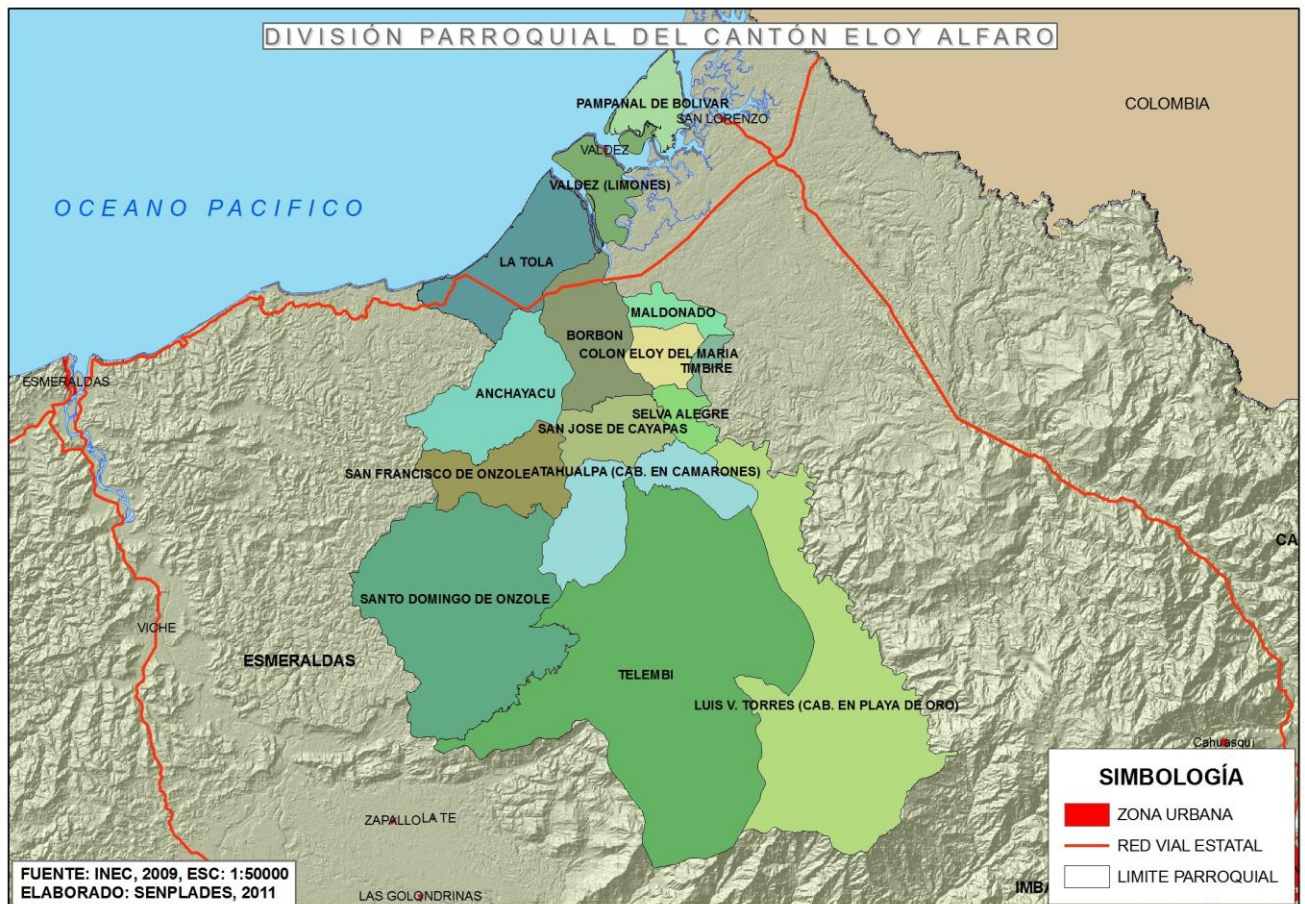 DIVISIÓN PARROQUIAL DEL CANTÓN ELOY ALFARO
COLOMBIA
PAMPAÑAL DE BOLIVAR
SAN LORENZO
VALDEZ
VALDEZ (LIMONES)
OCEANO PACIFICO
LA TOLA
MALDONADO
BORBON
COLON ELOY DEL MARIA
TIMBIRE
ESMERALDAS
ANCHAYACU
SELVA ALEGRE
SAN JOSE DE CAYAPAS
SAN FRANCISCO DE ONZOLE
ATAHUALPA (CAB. EN CAMARONES)
CA
SANTO DOMINGO DE ONZOLE
VICHE
ESMERALDAS
TELEMBI
LUIS V. TORRES (CAB. EN PLAYA DE ORO)
Cahuasquí
ZAPALLO
LA TE
LAS GOLONDRINAS
IMBA
SIMBOLOGÍA
ZONA URBANA
RED VIAL ESTATAL
LIMITE PARROQUIAL
FUENTE: INEC, 2009, ESC: 1:50000
ELABORADO: SENPLADES, 2011